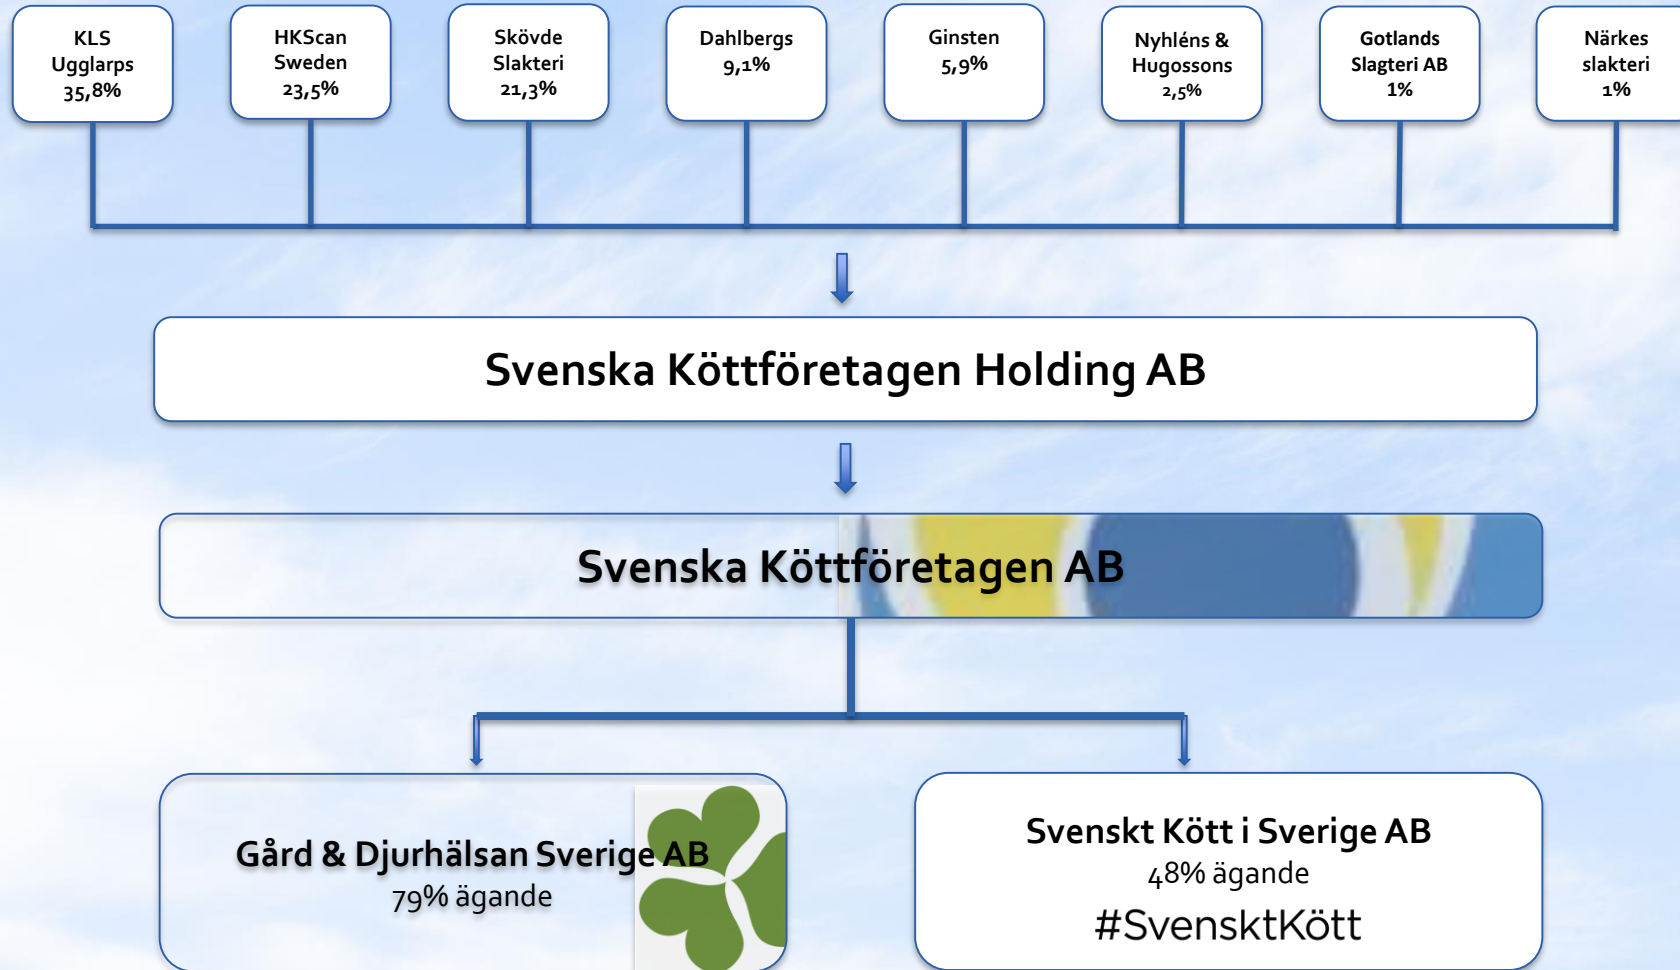 KLS
Ugglarps
35,8%
HKScan
Sweden
23,5%
Skövde
Slakteri
21,3%
Dahlbergs
9,1%
Ginsten
5,9%
Nyhléns &
Hugossons
2,5%
Gotlands
Slagteri AB
1%
Närkes
slakteri
1%
Svenska Köttföretagen Holding AB
Svenska Köttföretagen AB
Gård & Djurhälsan Sverige AB
79% ägande
Svenskt Kött i Sverige AB
48% ägande
#SvensktKött